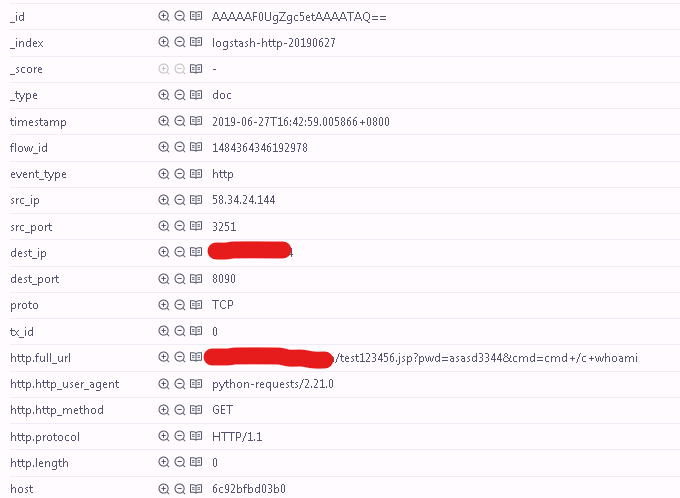 _id AAAAAF0UgZgc5etAAAATAQ==
_index logstash-http-20190627
_score -
_type doc
timestamp 2019-06-27T16:42:59.005866+0800
flow_id 1484364346192978
event_type http
src_ip 58.34.24.144
src_port 3251
dest_ip
dest_port 8090
proto TCP
tx_id 0
http.full_url /test123456.jsp?pwd=asasd3344&cmd=cmd+/c+whoami
http.http_user_agent python-requests/2.21.0
http.http_method GET
http.protocol HTTP/1.1
http.length 0
host 6c92bfbd03b0